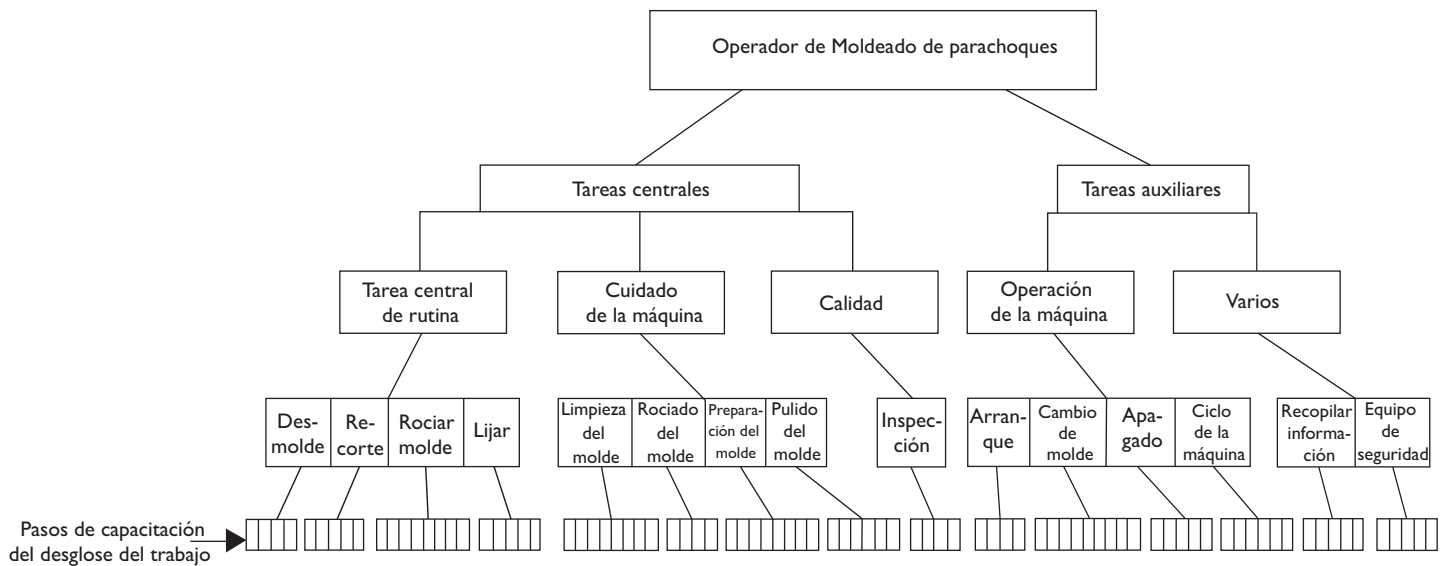 Operador de Moldeado de parachoques
Tareas centrales
Tareas auxiliares
Tarea central
de rutina
Cuidado
de la máquina
Calidad
Operación
de la máquina
Varios
Des-
molde
Re-
corte
Rociar
molde
Lijar
Limpieza
del
molde
Rociado
del
molde
Prepara-
ción del
molde
Pulido
del
molde
Inspec-
ción
Arran-
que
Cambio
de
molde
Apa-
gado
Ciclo
de la
máquina
Recopilar
informa-
ción
Equipo
de
seguridad
Pasos de capacitación
del desglose del trabajo